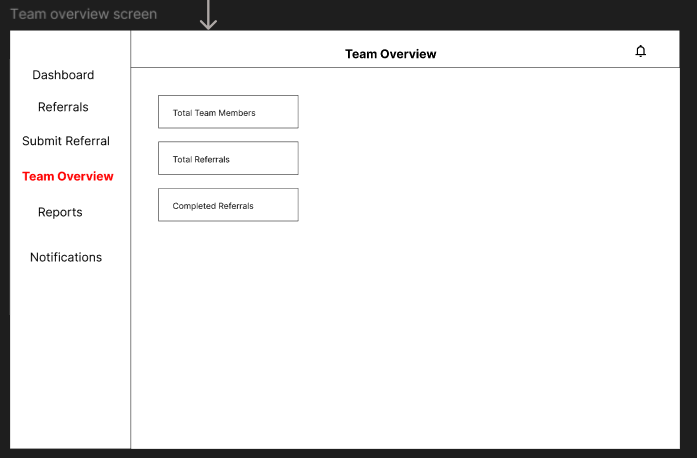 Team overview screen
Team Overview
Dashboard
Referrals
Submit Referral
Team Overview
Reports
Notifications
Total Team Members
Total Referrals
Completed Referrals